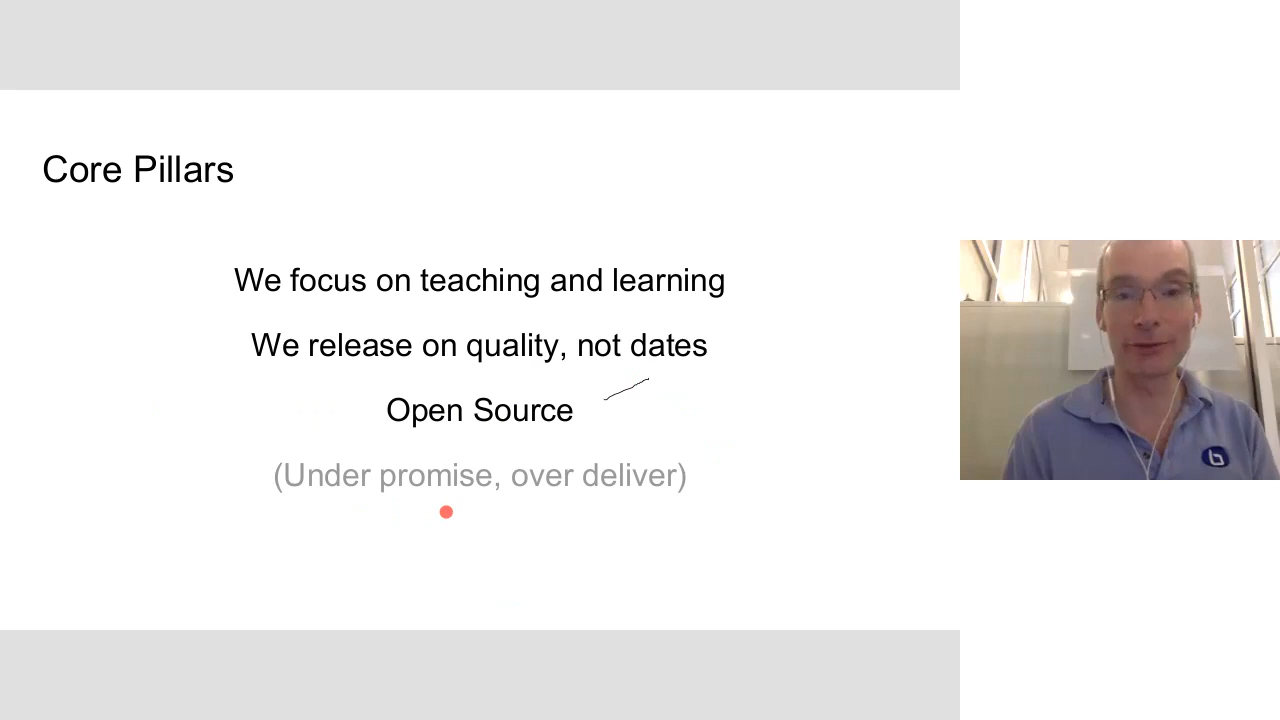 Core Pillars
We focus on teaching and learning
We release on quality, not dates
Open Source
(Under promise, over deliver)
b